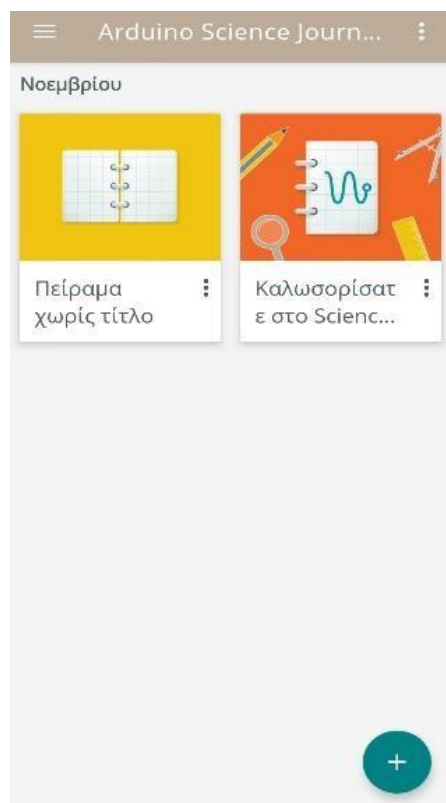 Arduino Science Journ...
Νοεμβρίου
Πείραμα
χωρίς τίτλο
Καλωσορίσατ
ε στο Scienc...